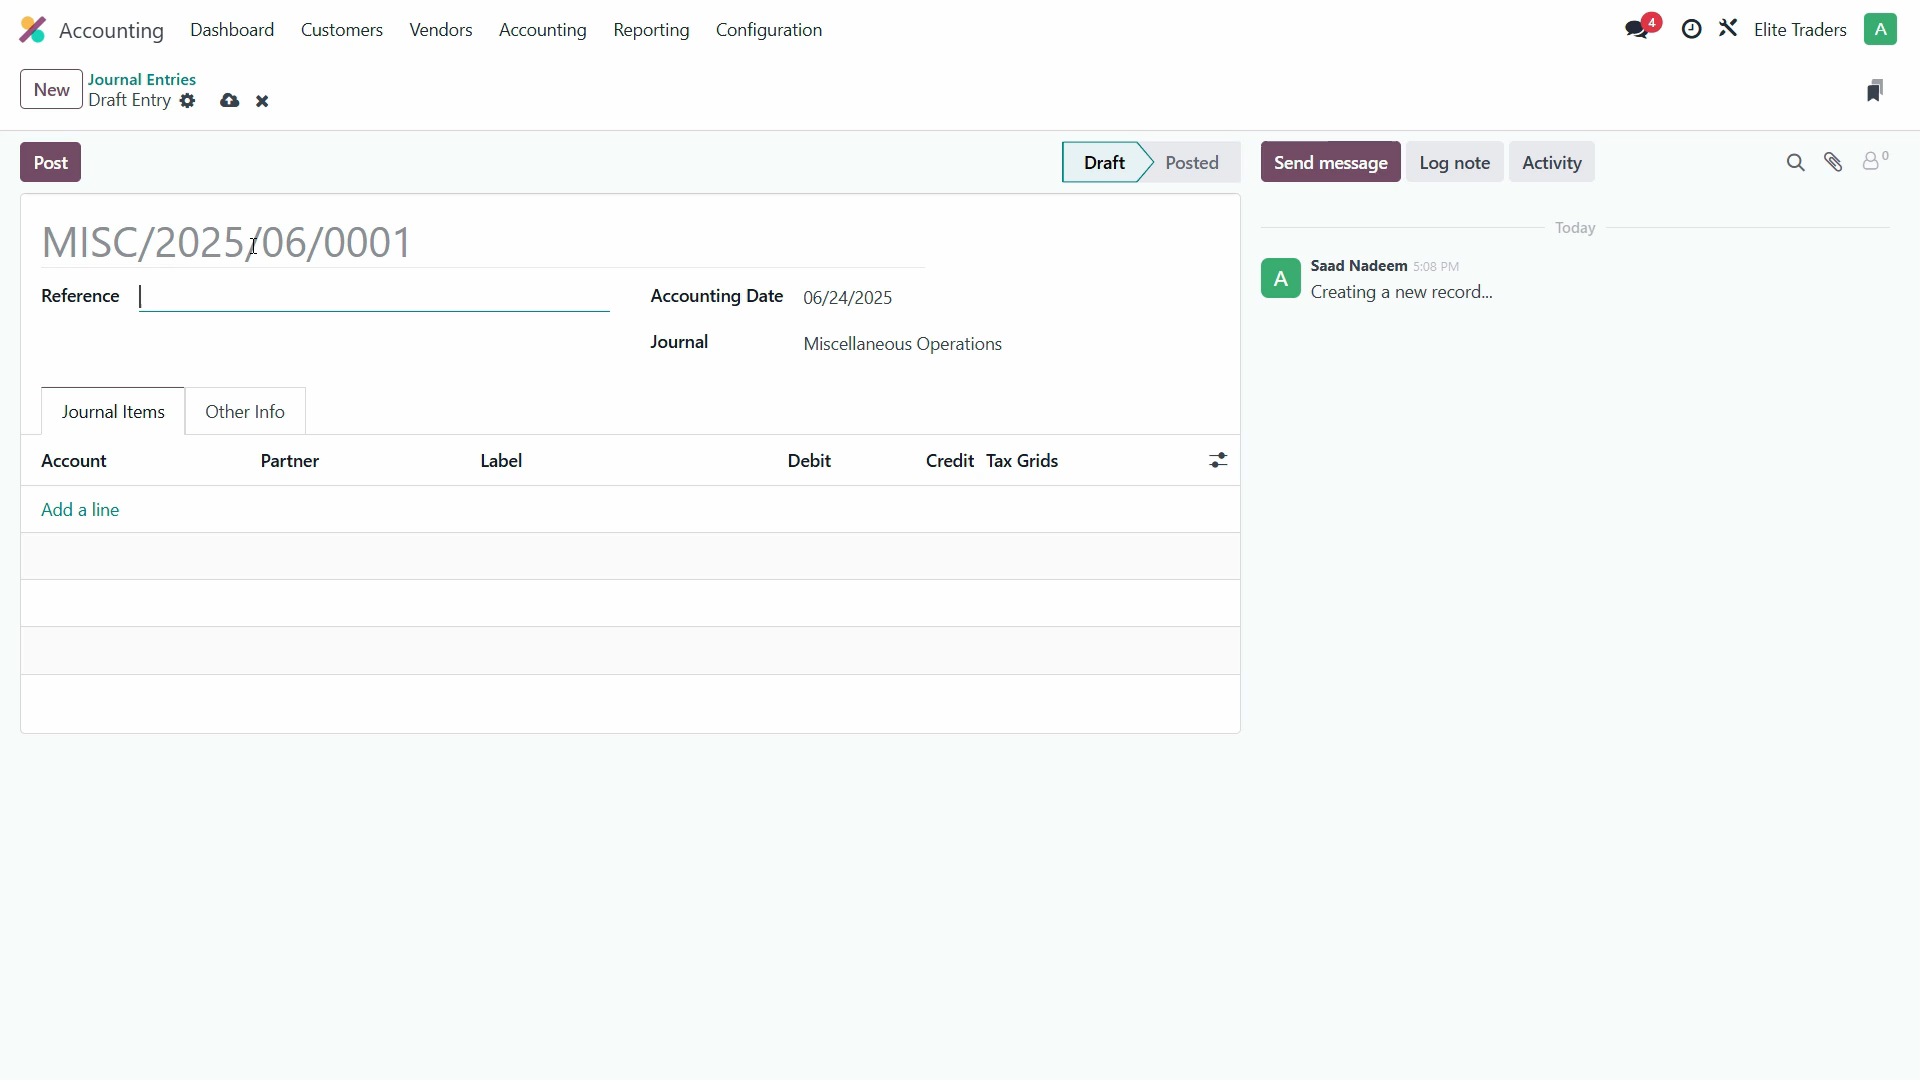 Accounting Dashboard Customers Vendors Accounting Reporting Configuration 4 Elite Traders A
New Journal Entries
Draft Entry
Post Draft Posted Send message Log note Activity 0
MISC/2025/06/0001
Today
Reference Accounting Date 06/24/2025
A Saad Nadeem 5:08 PM
Creating a new record...
Journal Miscellaneous Operations
Journal Items Other Info
Account Partner Label Debit Credit Tax Grids
Add a line